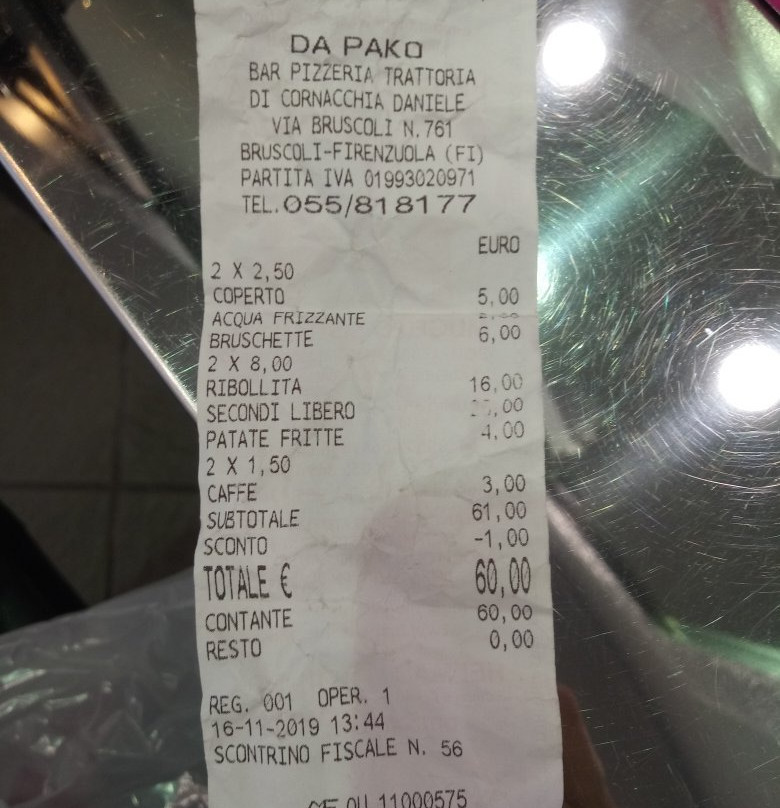 DA PAKO
BAR PIZZERIA TRATTORIA
DI CORNACCHIA DANIELE
VIA BRUSCOLI N.761
BRUSCOLI-FIRENZUOLA (FI)
PARTITA IVA 01993020971
TEL.055/818177
EURO
2 X 2,50
COPERTO 5,00
ACQUA FRIZZANTE
BRUSCHETTE 6,00
2 X 8,00
RIBOLLITA 16,00
SECONDI LIBERO
PATATE FRITTE 4,00
2 X 1,50
CAFFE 3,00
SUBTOTALE 61,00
SCONTO -1,00
TOTALE € 60,00
CONTANTE 60,00
RESTO 0,00
REG. 001 OPER. 1
16-11-2019 13:44
SCONTRINO FISCALE N. 56
11000575